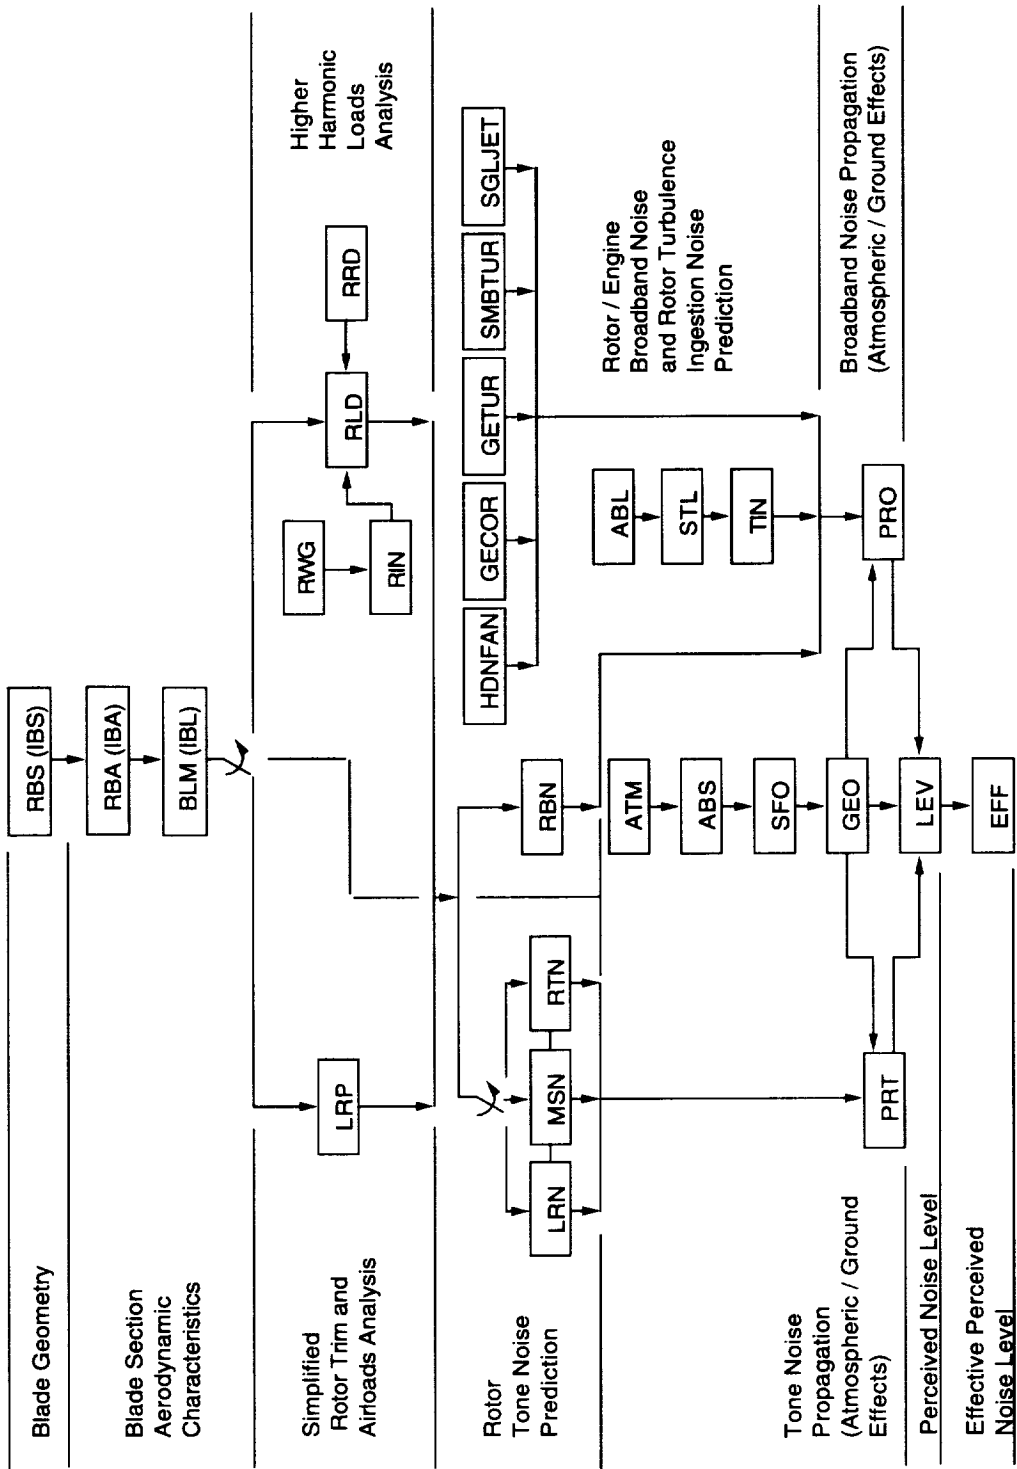 Blade Geometry
RBS (IBS)
Blade Section
Aerodynamic
Characteristics
RBA (IBA)
BLM (IBL)
Simplified
Rotor Trim and
Airloads Analysis
LRP
RWG
RIN
RLD
RRD
Higher
Harmonic
Loads
Analysis
Rotor
Tone Noise
Prediction
LRN
MSN
RTN
RBN
HDNFAN
GECOR
GETUR
SMBTUR
SGLJET
ABL
STL
TIN
Rotor / Engine
Broadband Noise
and Rotor Turbulence
Ingestion Noise
Prediction
ATM
ABS
SFO
GEO
Tone Noise
Propagation
(Atmospheric / Ground
Effects)
PRT
PRO
Broadband Noise Propagation
(Atmospheric / Ground Effects)
Perceived Noise Level
LEV
Effective Perceived
Noise Level
EFF